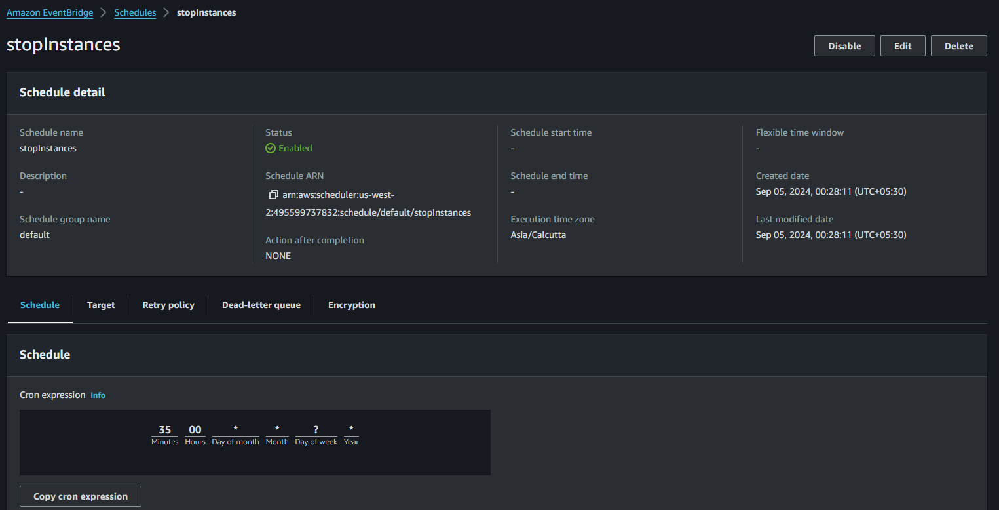 Amazon EventBridge > Schedules > stopInstances
stopInstances
Disable Edit Delete
Schedule detail
Schedule name
stopInstances
Description
-
Schedule group name
default
Status
Enabled
Schedule ARN
arn:aws:scheduler:us-west-
2:495599737832:schedule/default/stopInstances
Action after completion
NONE
Schedule start time
-
Schedule end time
-
Execution time zone
Asia/Calcutta
Flexible time window
-
Created date
Sep 05, 2024, 00:28:11 (UTC+05:30)
Last modified date
Sep 05, 2024, 00:28:11 (UTC+05:30)
Schedule Target Retry policy Dead-letter queue Encryption
Schedule
Cron expression Info
35 00 * * ? *
Minutes Hours Day of month Month Day of week Year
Copy cron expression